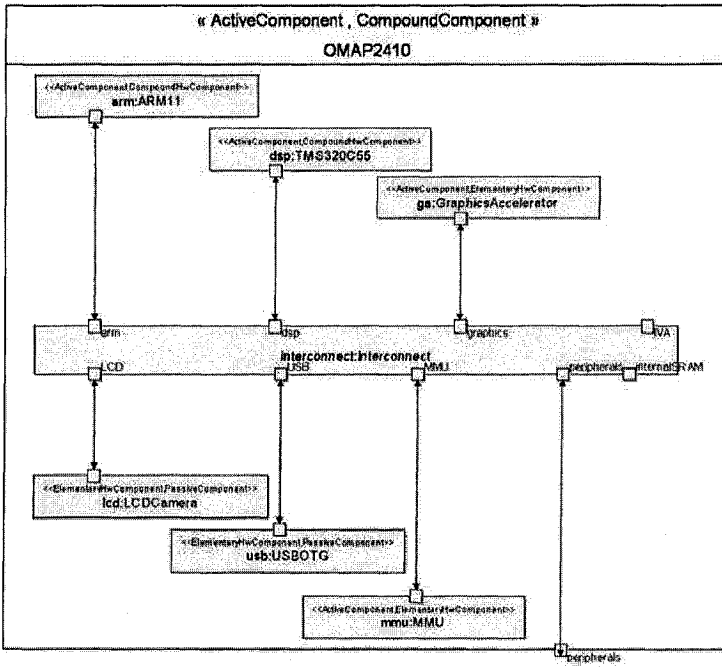 « ActiveComponent , CompoundComponent »
OMAP2410
<<ActiveComponent,CompoundHwComponent>>
arm:ARM11
<<ActiveComponent,CompoundHwComponent>>
dsp:TMS320C55
<<ActiveComponent,ElementaryHwComponent>>
ga:GraphicsAccelerator
arm
dsp
graphics
IVA
interconnect:Interconnect
LCD
USB
MMU
peripherals
internalSRAM
<<ElementaryHwComponent,PassiveComponent>>
lcd:LCDCamera
<<ElementaryHwComponent,PassiveComponent>>
usb:USBOTG
<<ActiveComponent,ElementaryHwComponent>>
mmu:MMU
peripherals